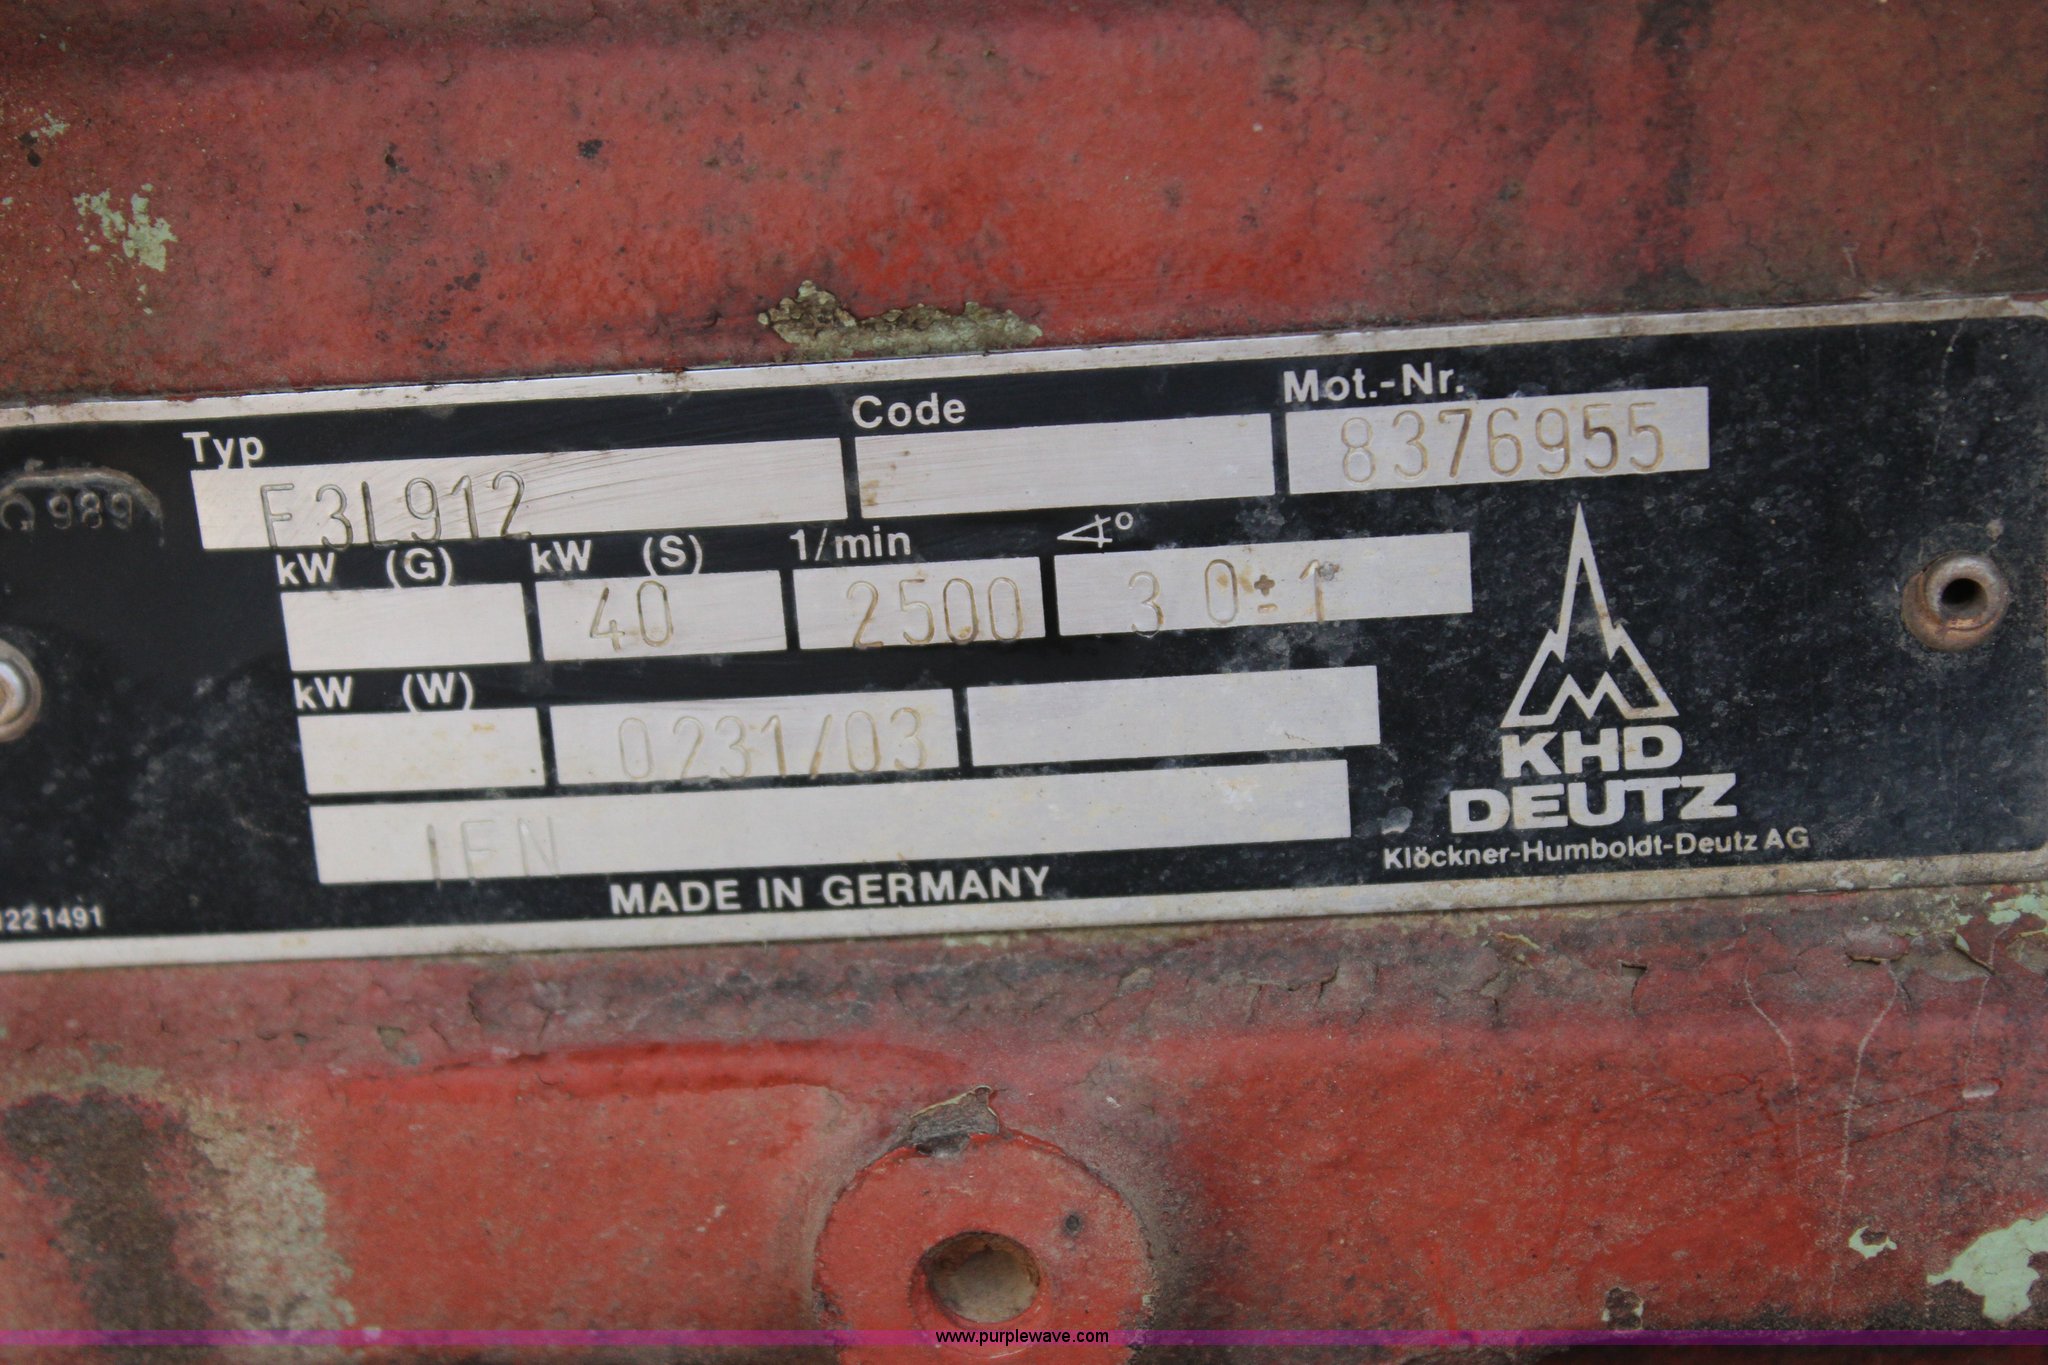 Typ Code Mot.-Nr.
F3L912 8376955
989
kW (G) kW (S) 1/min ∢°
40 2500 30±1
kW (W)
0231/03
IFN
KHD
DEUTZ
Klöckner-Humboldt-Deutz AG
MADE IN GERMANY
1221491
www.purplewave.com